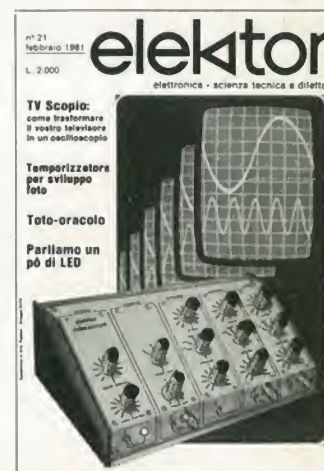 n° 21
febbraio 1981
L. 2.000
elektor
elettronica - scienza tecnica e diletto
TV Scopio:
come trasformare
il vostro televisore
in un oscilloscopio
Temporizzatore
per sviluppo
foto
Toto-oracolo
Parliamo un
pò di LED